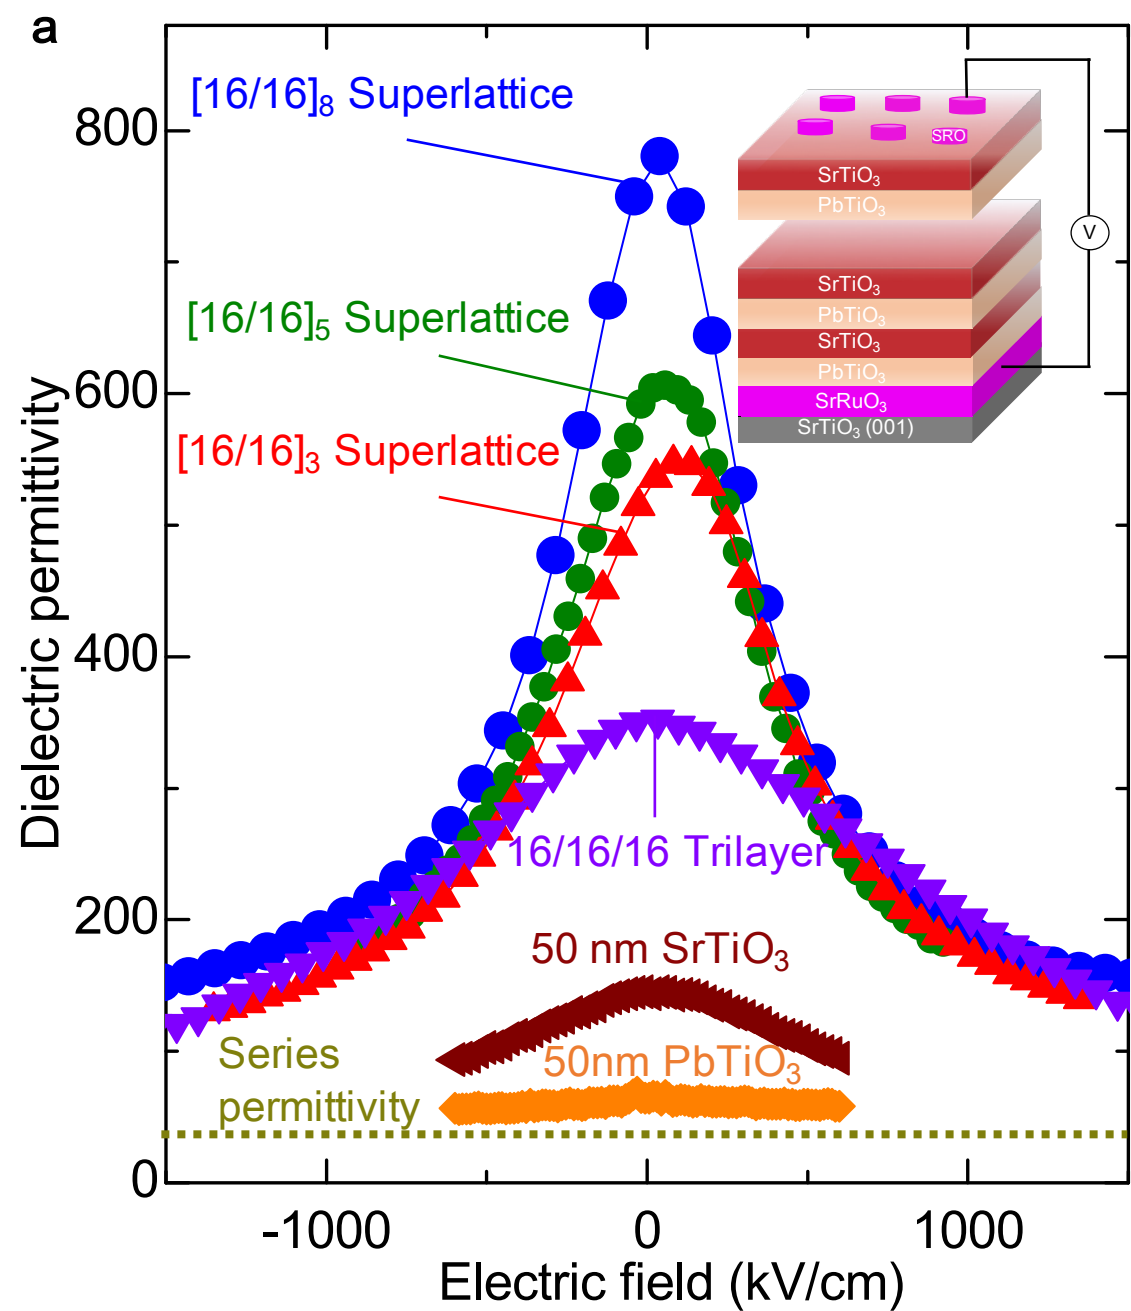 a
[16/16]₈ Superlattice
800
[16/16]₅ Superlattice
600
[16/16]₃ Superlattice
400
16/16/16 Trilayer
200
50 nm SrTiO₃
50nm PbTiO₃
Series
permittivity
0
-1000 0 1000
Electric field (kV/cm)
Dielectric permittivity
SRO
SrTiO₃
PbTiO₃
V
SrTiO₃
PbTiO₃
SrTiO₃
PbTiO₃
SrRuO₃
SrTiO₃ (001)